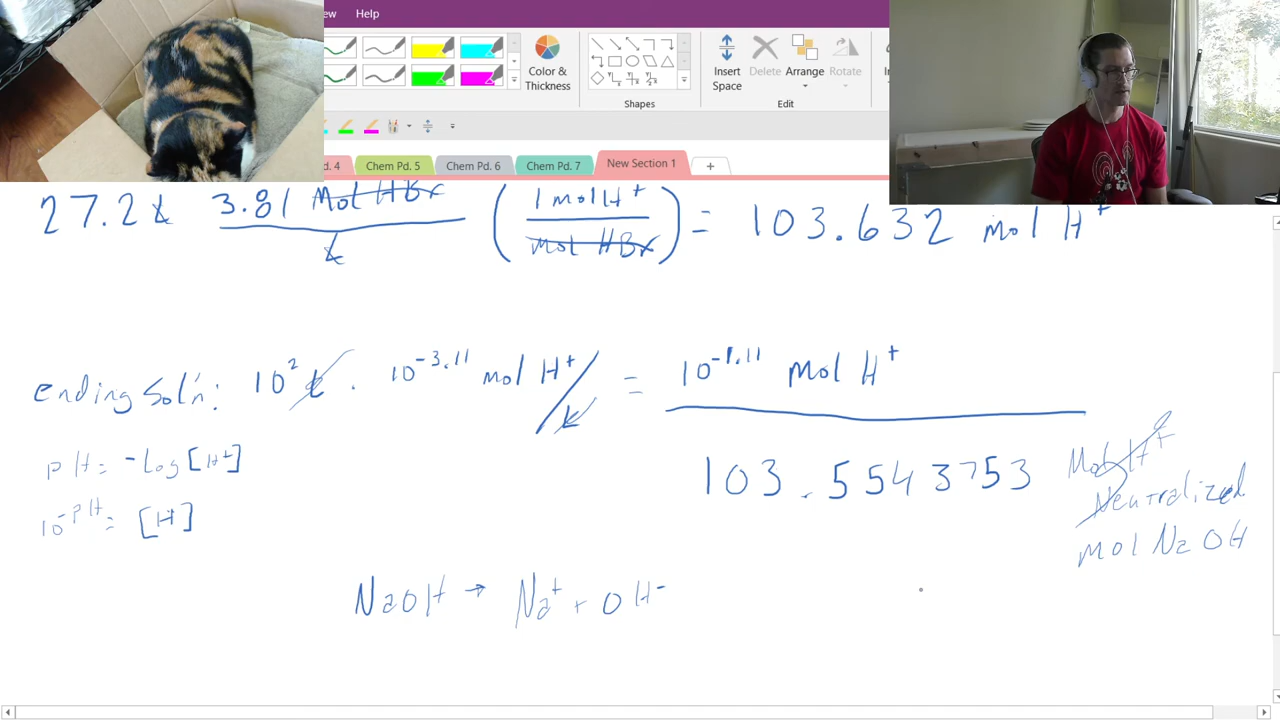 ew Help
Color & Thickness
Shapes
Insert Space
Delete
Arrange
Rotate
Edit
. 4 Chem Pd. 5 Chem Pd. 6 Chem Pd. 7 New Section 1 +
27.2L 3.81 mol HBr / L (1 mol H+ / mol HBr) = 103.632 mol H+
Ending Sol'n: 10² L · 10^-3.11 mol H+ / L = 10^-1.11 mol H+
pH = -Log [H+]
10^-pH = [H+]
103.5543753 Mol H+
Neutralized
mol NaOH
NaOH → Na+ + OH-